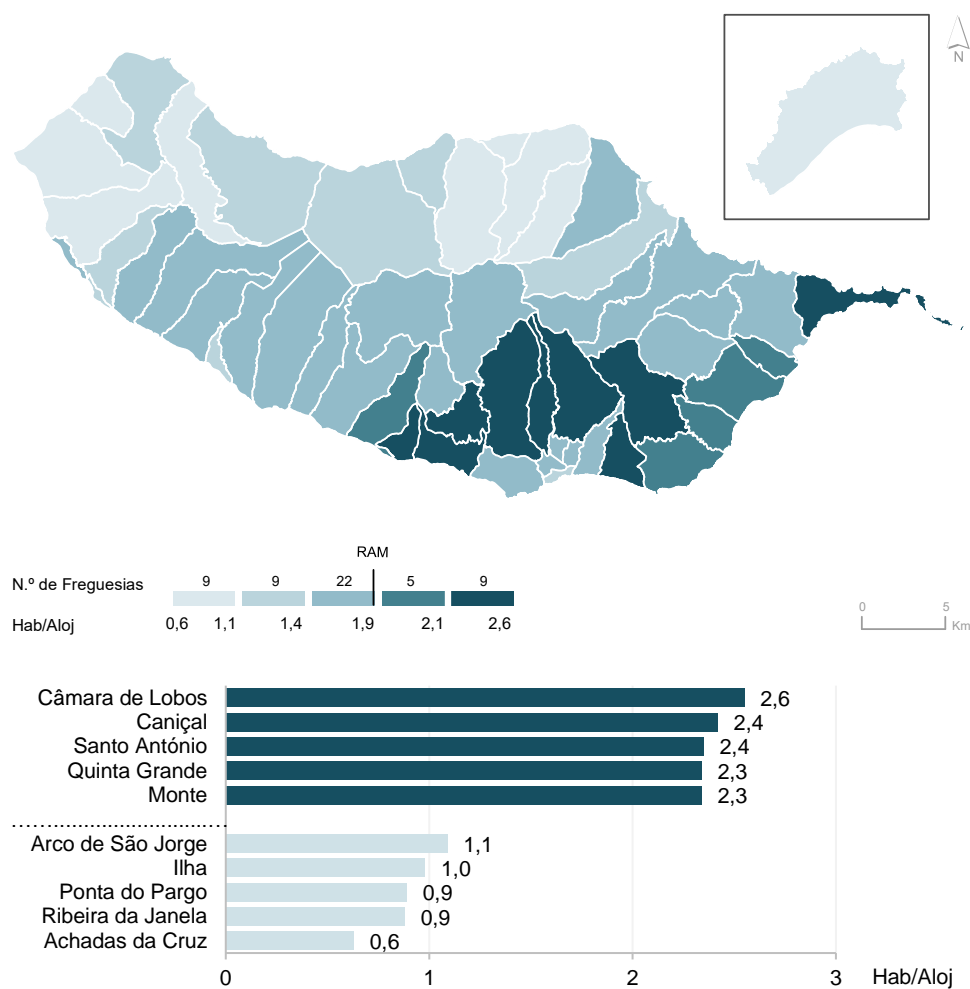 N
RAM
N.º de Freguesias 9 9 22 5 9
Hab/Aloj 0,6 1,1 1,4 1,9 2,1 2,6
0 5
Km
Câmara de Lobos 2,6
Caniçal 2,4
Santo António 2,4
Quinta Grande 2,3
Monte 2,3
Arco de São Jorge 1,1
Ilha 1,0
Ponta do Pargo 0,9
Ribeira da Janela 0,9
Achadas da Cruz 0,6
0 1 2 3 Hab/Aloj